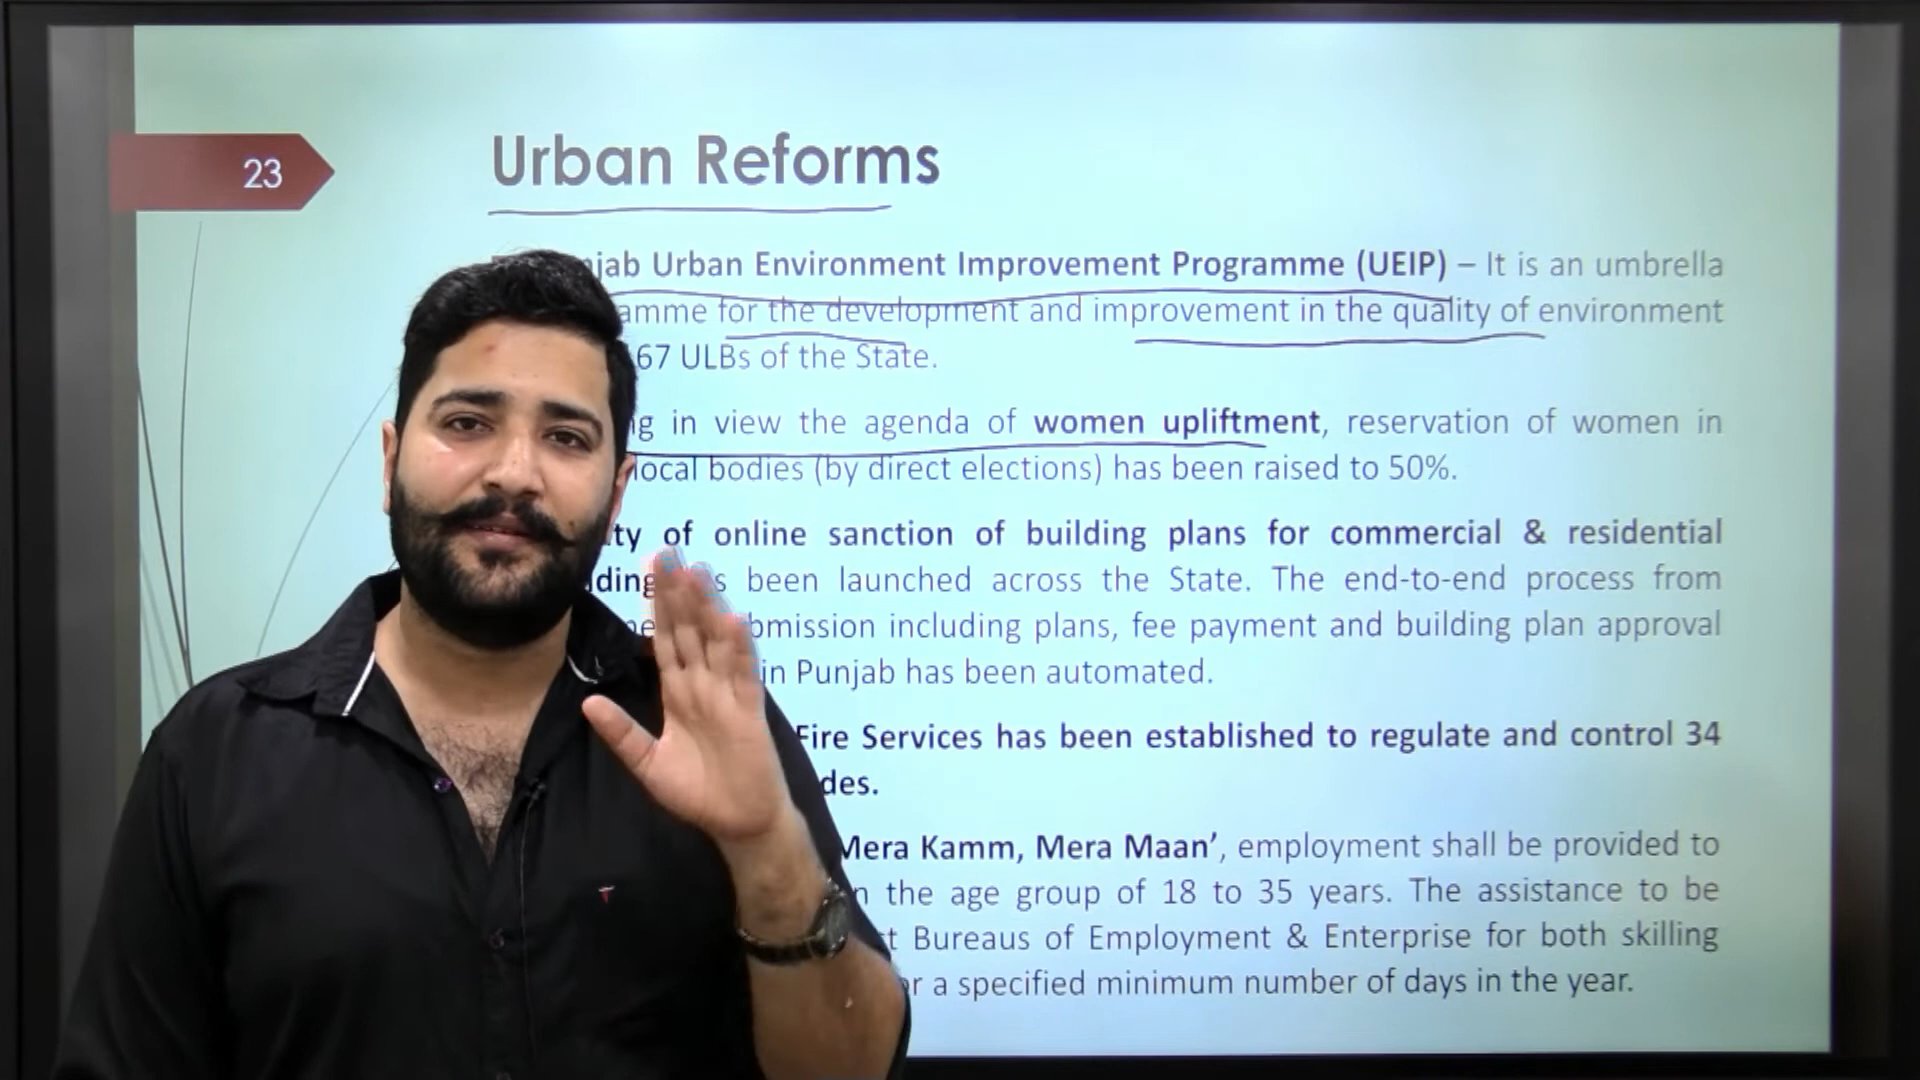 23
Urban Reforms
Urban Environment Improvement Programme (UEIP) – It is an umbrella
for the development and improvement in the quality of environment
67 ULBs of the State.
in view the agenda of women upliftment, reservation of women in
local bodies (by direct elections) has been raised to 50%.
of online sanction of building plans for commercial & residential
been launched across the State. The end-to-end process from
including plans, fee payment and building plan approval
in Punjab has been automated.
Fire Services has been established to regulate and control 34
Mera Kamm, Mera Maan’, employment shall be provided to
the age group of 18 to 35 years. The assistance to be
Bureaus of Employment & Enterprise for both skilling
a specified minimum number of days in the year.